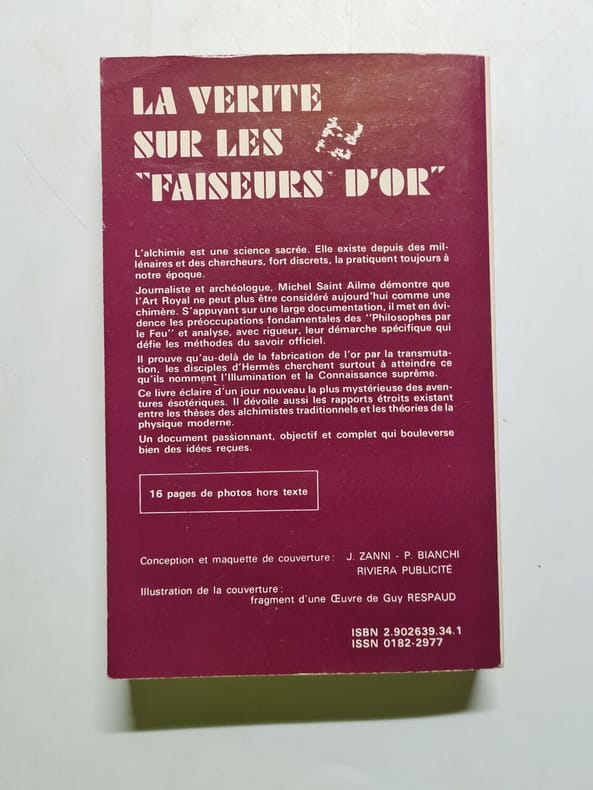 LA VERITE
SUR LES
"FAISEURS D'OR"
L'alchimie est une science sacrée. Elle existe depuis des mil-
lénaires et des chercheurs, fort discrets, la pratiquent toujours à
notre époque.
Journaliste et archéologue, Michel Saint Ailme démontre que
l'Art Royal ne peut plus être considéré aujourd'hui comme une
chimère. S'appuyant sur une large documentation, il met en évi-
dence les préoccupations fondamentales des "Philosophes par
le Feu" et analyse, avec rigueur, leur démarche spécifique qui
défie les méthodes du savoir officiel.
Il prouve qu'au-delà de la fabrication de l'or par la transmuta-
tion, les disciples d'Hermès cherchent surtout à atteindre ce
qu'ils nomment l'Illumination et la Connaissance suprême.
Ce livre éclaire d'un jour nouveau la plus mystérieuse des aven-
tures ésotériques. Il dévoile aussi les rapports étroits existant
entre les thèses des alchimistes traditionnels et les théories de la
physique moderne.
Un document passionnant, objectif et complet qui bouleverse
bien des idées reçues.
16 pages de photos hors texte
Conception et maquette de couverture : J. ZANNI - P. BIANCHI
RIVIERA PUBLICITÉ
Illustration de la couverture :
fragment d'une Œuvre de Guy RESPAUD
ISBN 2.902639.34.1
ISSN 0182-2977